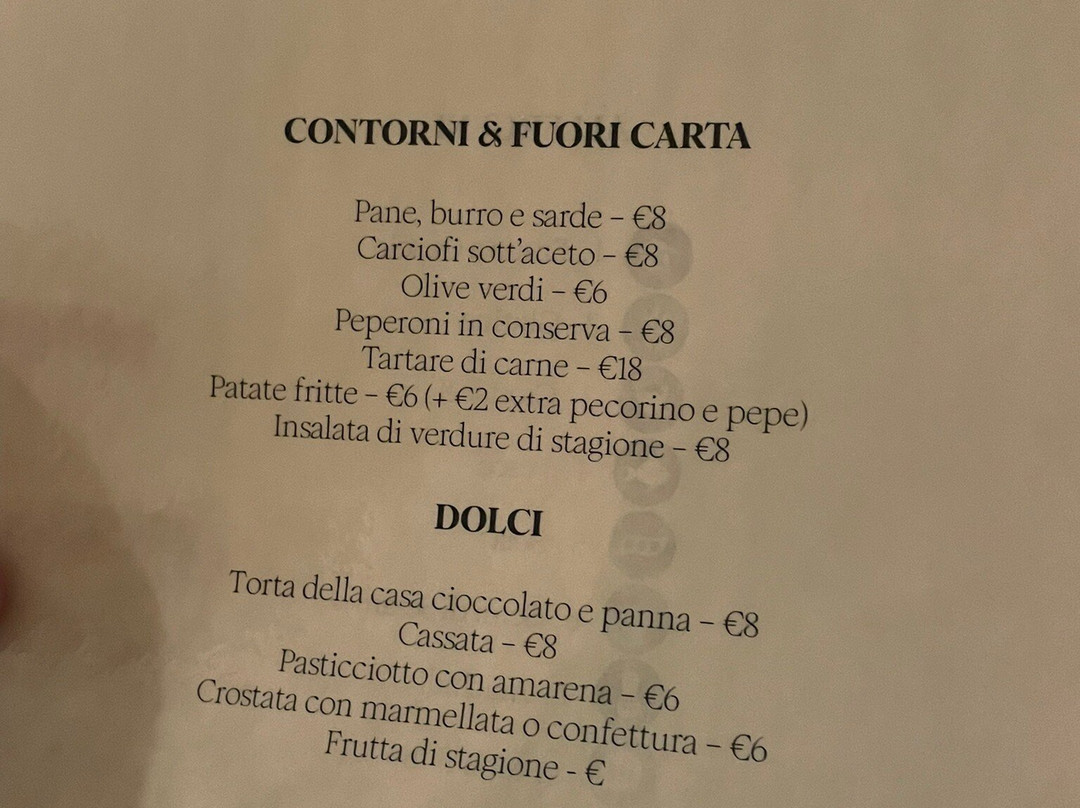 CONTORNI & FUORI CARTA
Pane, burro e sarde – €8
Carciofi sott'aceto – €8
Olive verdi – €6
Peperoni in conserva – €8
Tartare di carne – €18
Patate fritte – €6 (+ €2 extra pecorino e pepe)
Insalata di verdure di stagione – €8
DOLCI
Torta della casa cioccolato e panna – €8
Cassata – €8
Pasticciotto con amarena – €6
Crostata con marmellata o confettura – €6
Frutta di stagione - €